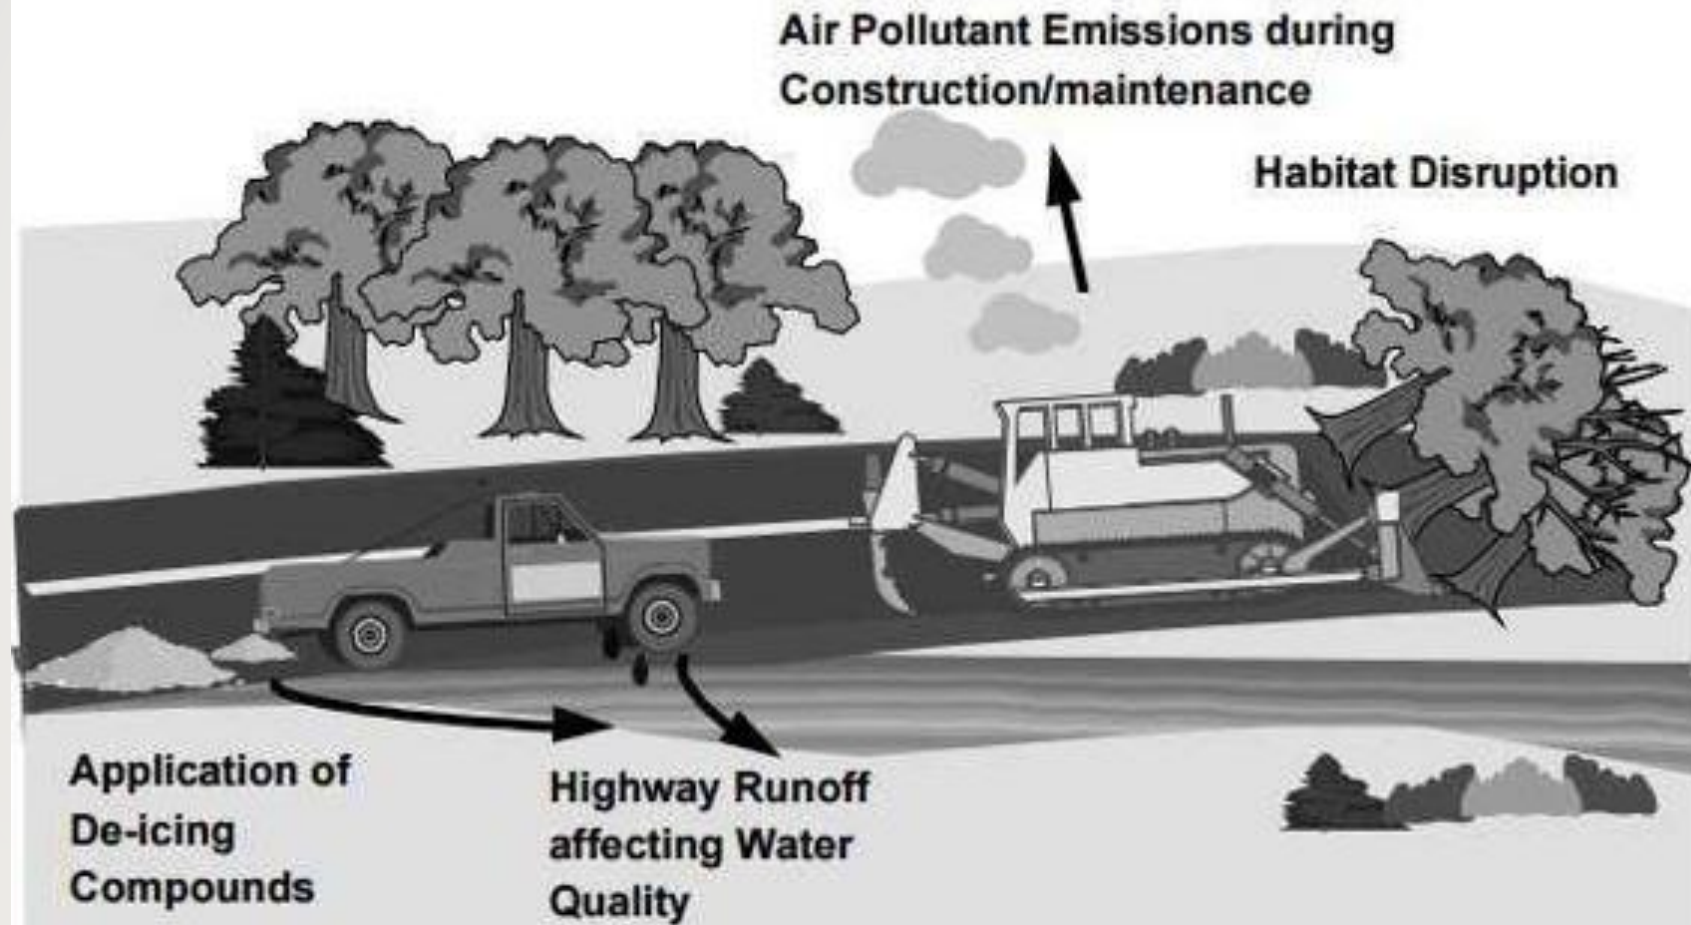 Air Pollutant Emissions during
Construction/maintenance
Habitat Disruption
Application of
De-icing
Compounds
Highway Runoff
affecting Water
Quality